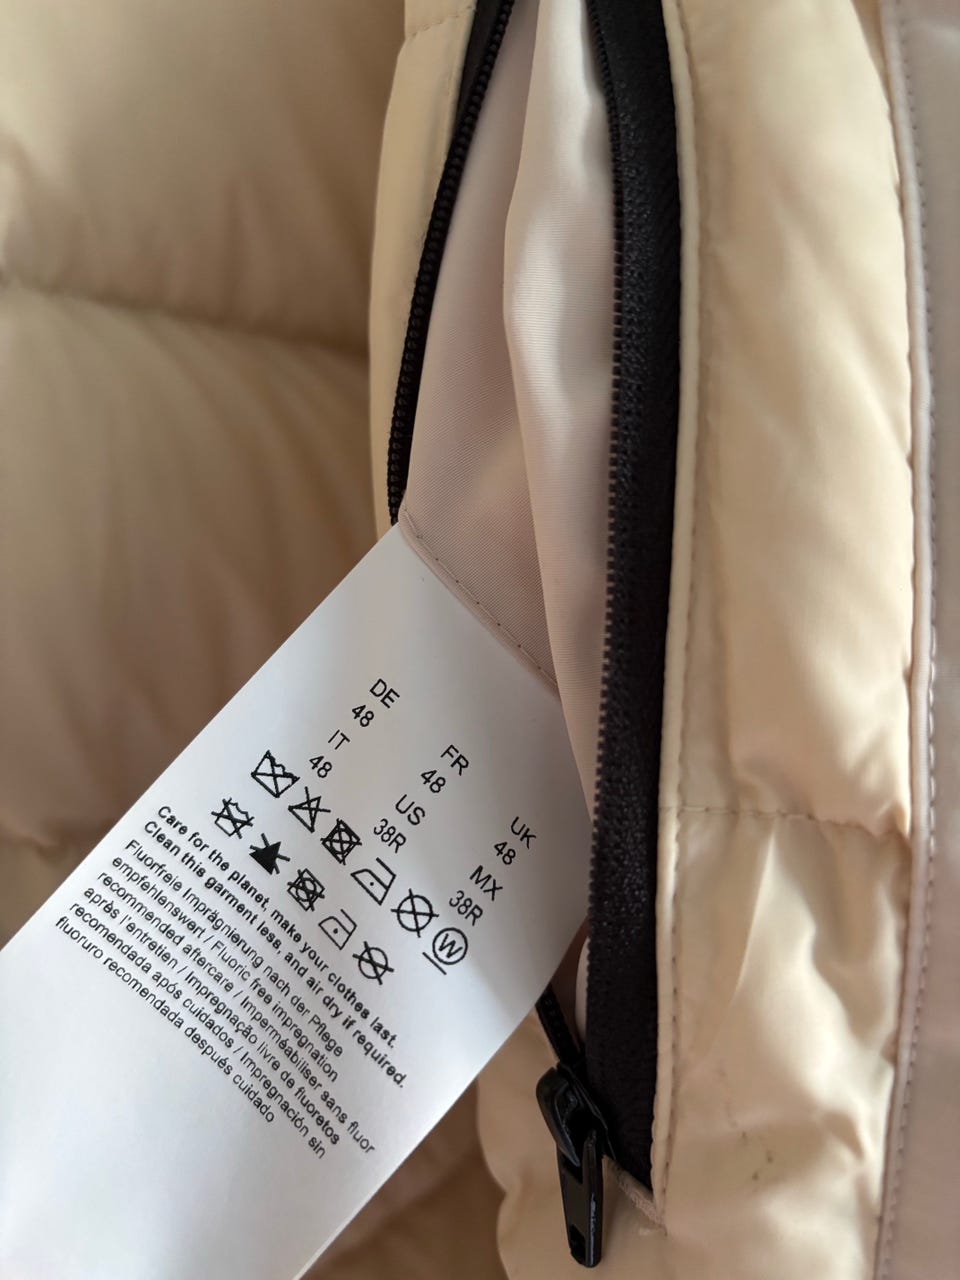 DE FR UK
48 48 48
IT US MX
48 38R 38R
W
Care for the planet, make your clothes last.
Clean this garment less, and air dry if required.
Fluorfreie Imprägnierung nach der Pflege
empfehlenswert / Fluoric free impregnation
recommended aftercare / Imperméabiliser sans fluor
après l'entretien / Impregnação livre de fluoretos
recomendada após cuidados / Impregnación sin
fluoruro recomendada después cuidado